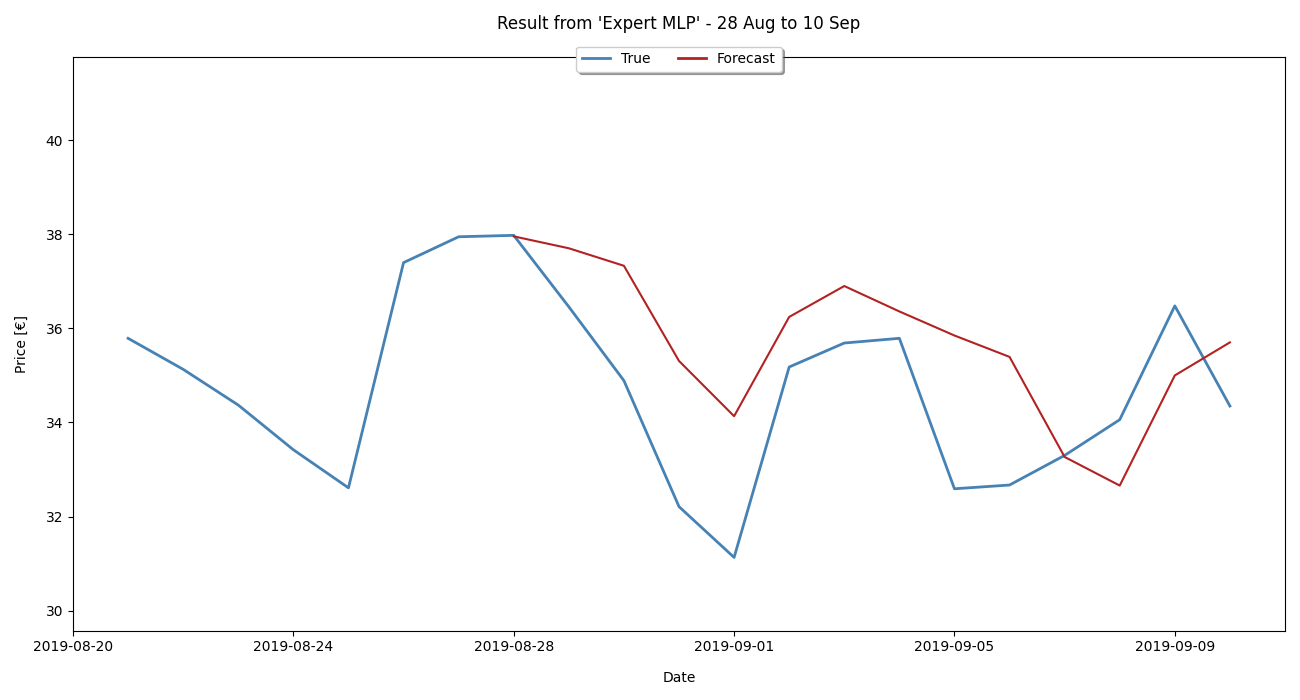 Result from 'Expert MLP' - 28 Aug to 10 Sep
True Forecast
40
38
36
34
32
30
Price [€]
2019-08-20 2019-08-24 2019-08-28 2019-09-01 2019-09-05 2019-09-09
Date